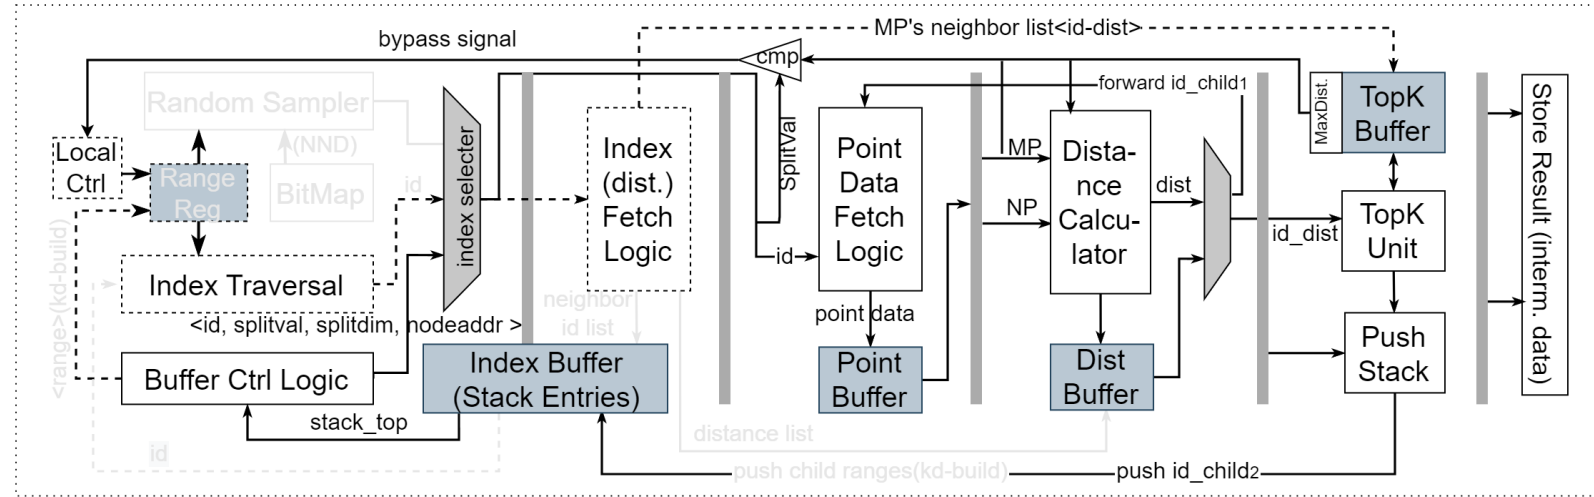 MP's neighbor list<id-dist>
bypass signal
cmp
Random Sampler
(NND)
BitMap
Local
Ctrl
Range
Reg
id
index selecter
Index
(dist.)
Fetch
Logic
SplitVal
id
forward id_child1
Point
Data
Fetch
Logic
MP
NP
Dista-
nce
Calcu-
lator
dist
id_dist
MaxDist.
TopK
Buffer
TopK
Unit
Push
Stack
Store Result (interm. data)
<range>(kd-build)
Index Traversal
<id, splitval, splitdim, nodeaddr >
neighbor
id list
point data
Buffer Ctrl Logic
Index Buffer
(Stack Entries)
Point
Buffer
Dist
Buffer
stack_top
id
distance list
push child ranges(kd-build)
push id_child2